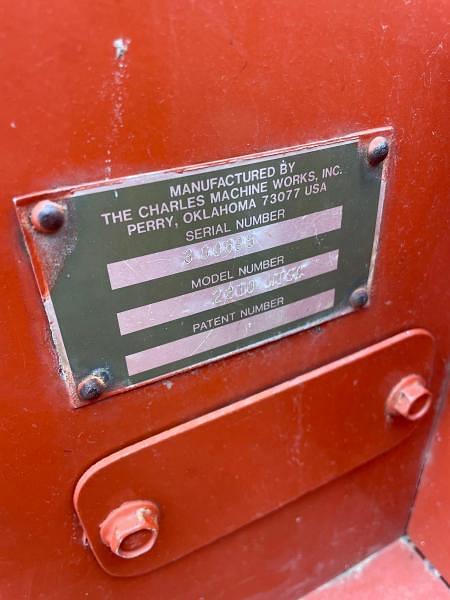 MANUFACTURED BY
THE CHARLES MACHINE WORKS, INC.
PERRY, OKLAHOMA 73077 USA
SERIAL NUMBER
MODEL NUMBER
PATENT NUMBER